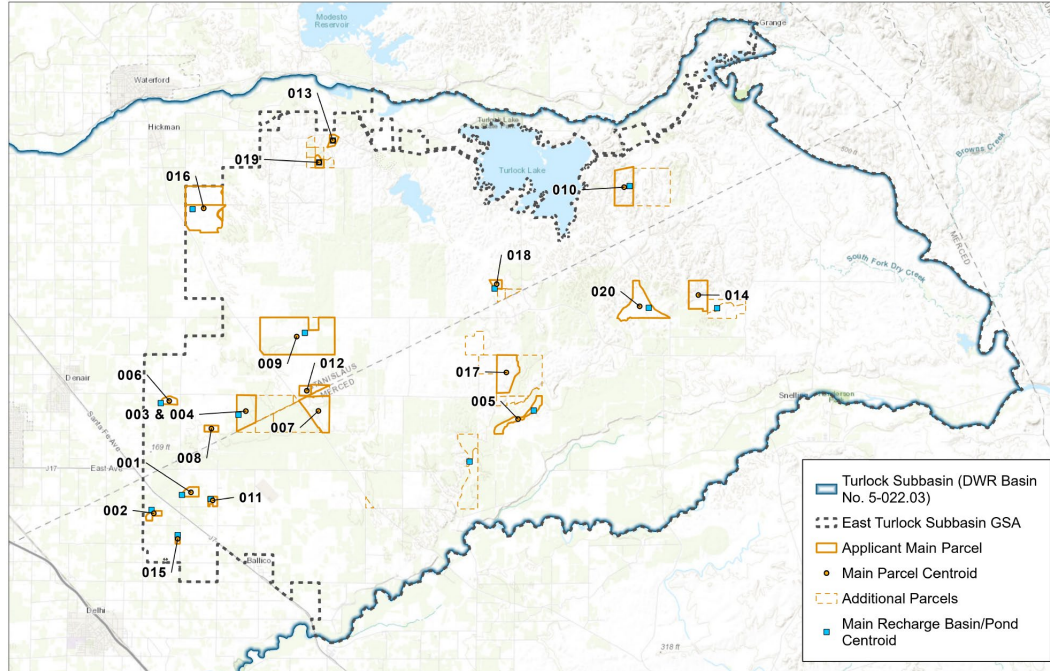 Modesto
Reservoir
La Grange
Waterford
013
Hickman
Turlock Lake
019
016
Turlock Lake
010
Browns Creek
500 ft
MERCED
South Fork Dry Creek
018
020
014
009
012
STANISLAUS
MERCED
Denair
006
017
003 & 004
005
Snelling
007
Santa Fe Ave
169 ft
008
J17
East Ave
001
011
002
J7
015
Ballico
Delhi
318 ft
Turlock Subbasin (DWR Basin
No. 5-022.03)
East Turlock Subbasin GSA
Applicant Main Parcel
Main Parcel Centroid
Additional Parcels
Main Recharge Basin/Pond
Centroid